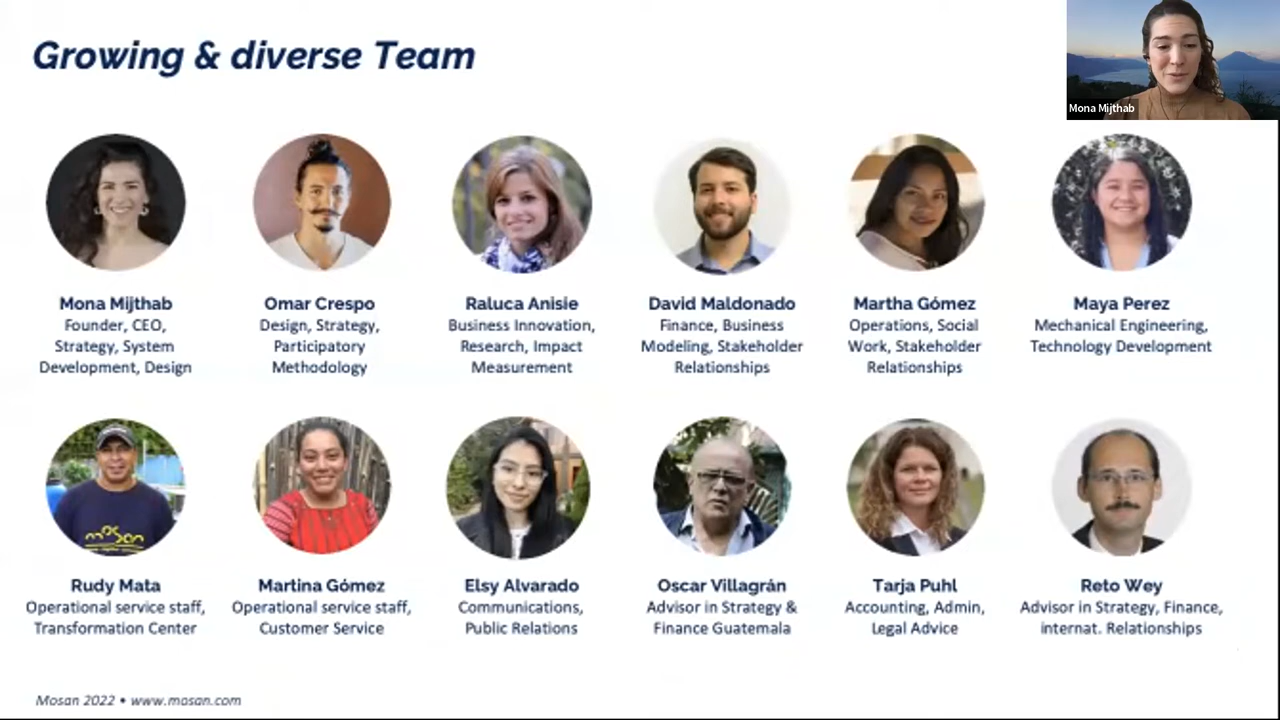 Growing & diverse Team
Mona Mijthab
Mona Mijthab
Founder, CEO,
Strategy, System
Development, Design
Omar Crespo
Design, Strategy,
Participatory
Methodology
Raluca Anisie
Business Innovation,
Research, Impact
Measurement
David Maldonado
Finance, Business
Modeling, Stakeholder
Relationships
Martha Gómez
Operations, Social
Work, Stakeholder
Relationships
Maya Perez
Mechanical Engineering,
Technology Development
mosan
Rudy Mata
Operational service staff,
Transformation Center
Martina Gómez
Operational service staff,
Customer Service
Elsy Alvarado
Communications,
Public Relations
Oscar Villagrán
Advisor in Strategy &
Finance Guatemala
Tarja Puhl
Accounting, Admin,
Legal Advice
Reto Wey
Advisor in Strategy, Finance,
internat. Relationships
Mosan 2022 • www.mosan.com